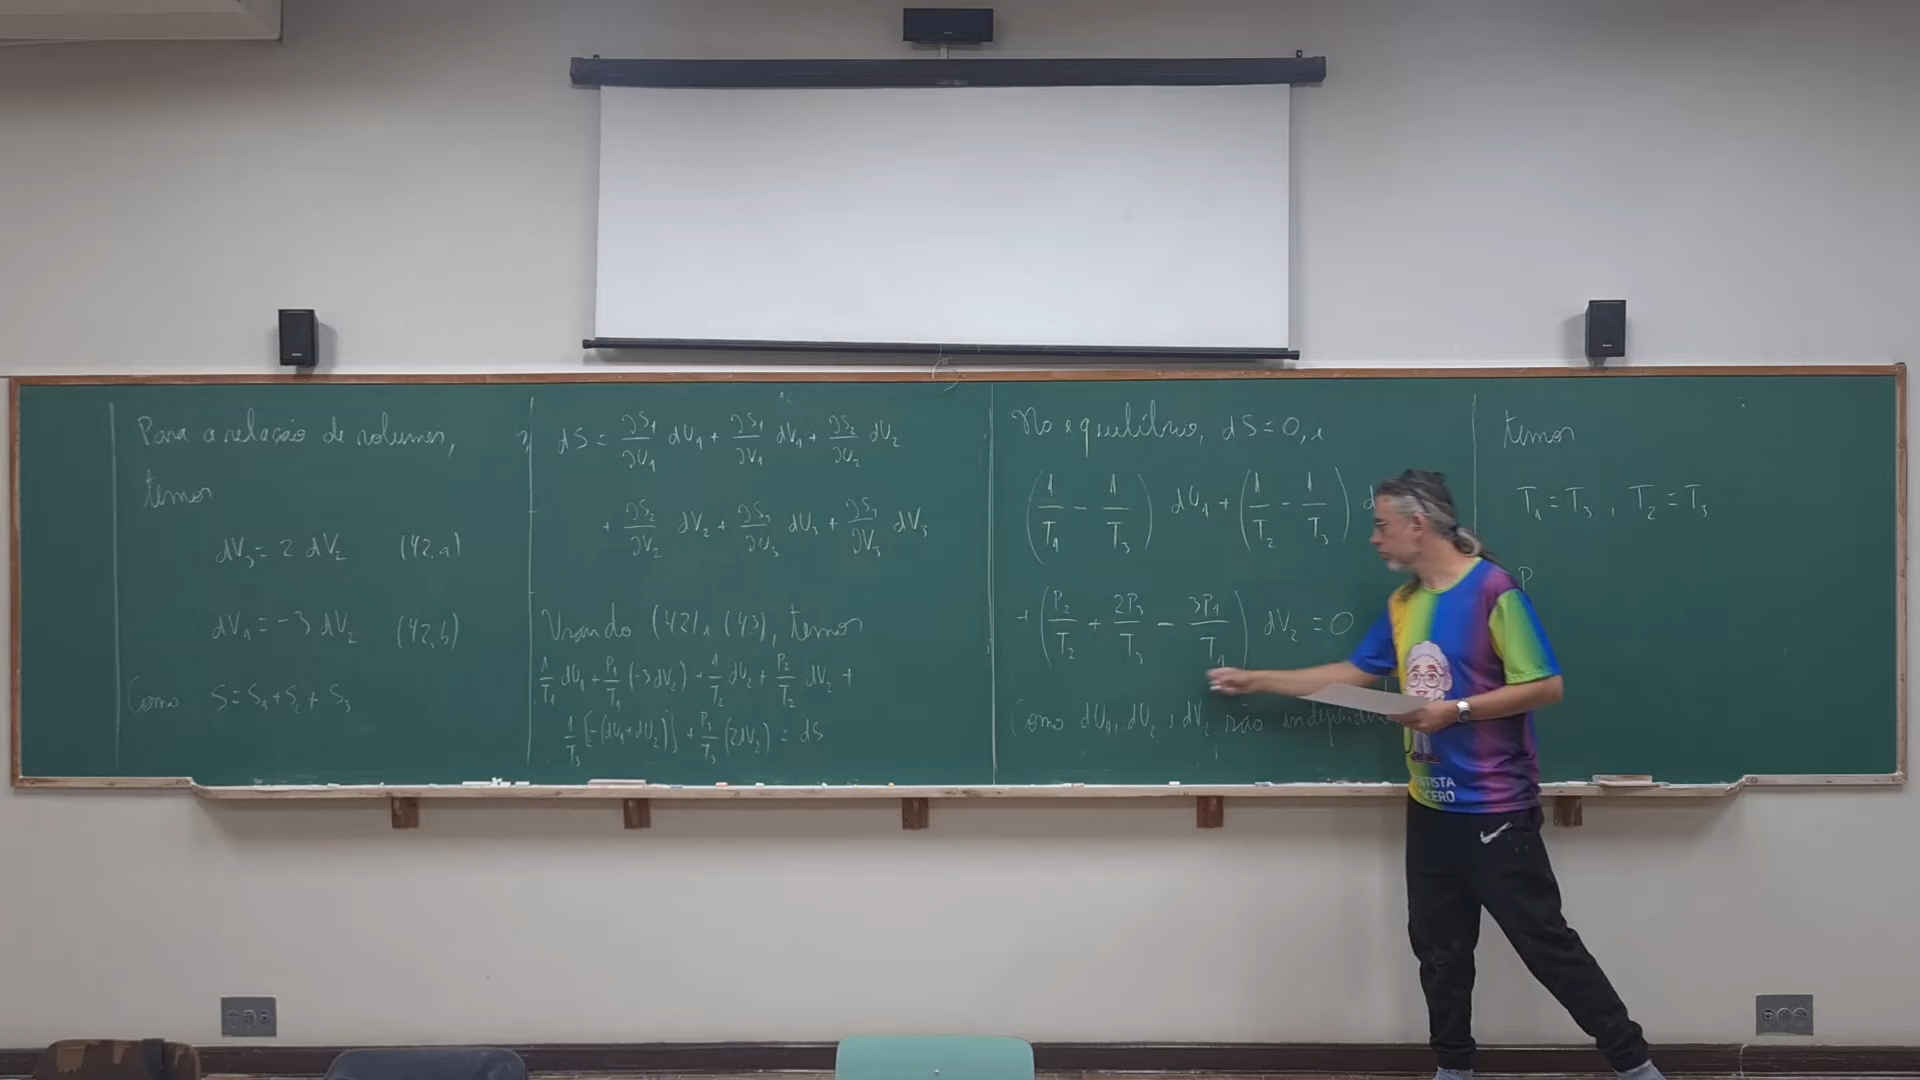 Para a relação de volumes,
temos
dV₃ = 2 dV₂ (42,a)
dV₁ = -3 dV₂ (42,b)
Como S = S₁ + S₂ + S₃
dS = ∂S₁/∂U₁ dU₁ + ∂S₁/∂V₁ dV₁ + ∂S₂/∂U₂ dU₂
+ ∂S₂/∂V₂ dV₂ + ∂S₃/∂U₃ dU₃ + ∂S₃/∂V₃ dV₃
Usando (42) e (43), temos
1/T₁ dU₁ + P₁/T₁ (-3dV₂) + 1/T₂ dU₂ + P₂/T₂ dV₂ +
1/T₃ [-(dU₁+dU₂)] + P₃/T₃ (2dV₂) = dS
No equilíbrio, dS = 0, e
(1/T₁ - 1/T₃) dU₁ + (1/T₂ - 1/T₃) d
+ (P₂/T₂ + 2P₃/T₃ - 3P₁/T₁) dV₂ = 0
Como dU₁, dU₂ e dV₂ são
temos
T₁ = T₃ , T₂ = T₃
P